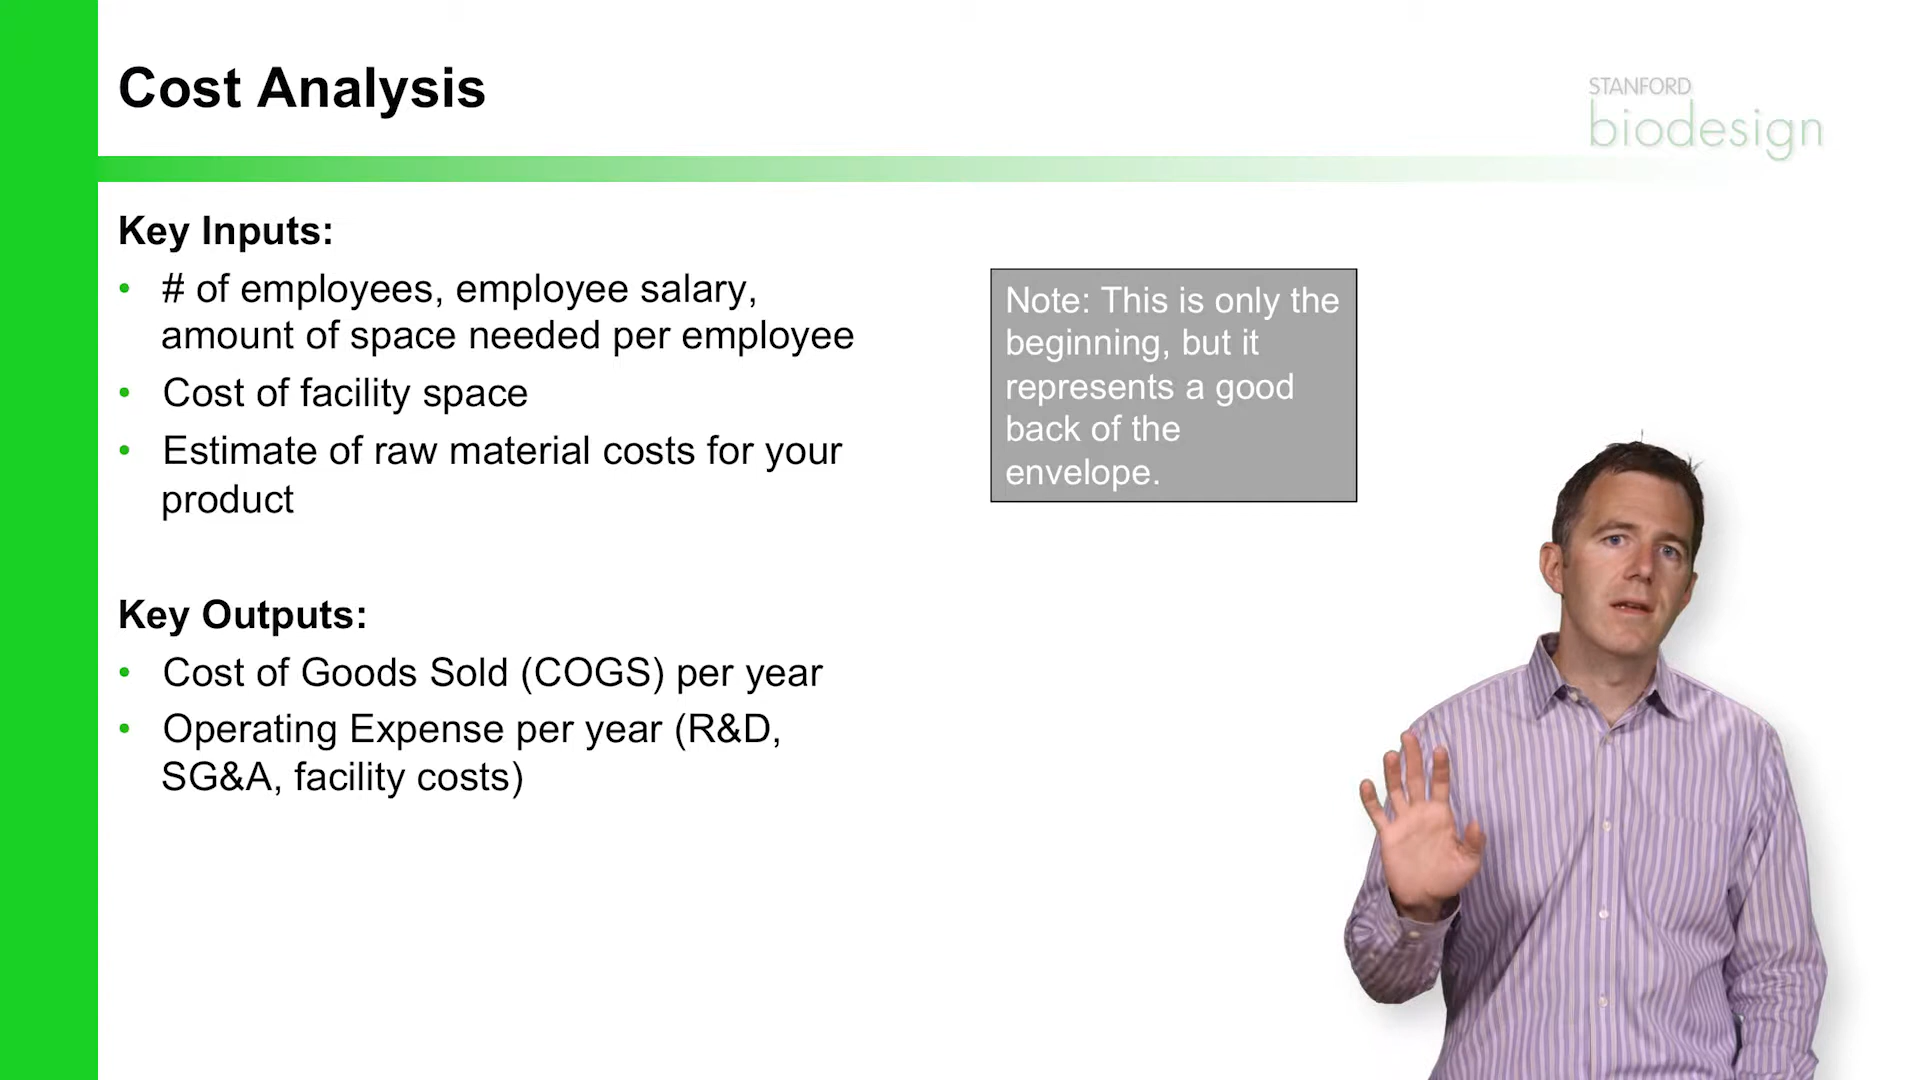 Cost Analysis
STANFORD
biodesign
Key Inputs:
• # of employees, employee salary,
amount of space needed per employee
• Cost of facility space
• Estimate of raw material costs for your
product
Note: This is only the
beginning, but it
represents a good
back of the
envelope.
Key Outputs:
• Cost of Goods Sold (COGS) per year
• Operating Expense per year (R&D,
SG&A, facility costs)